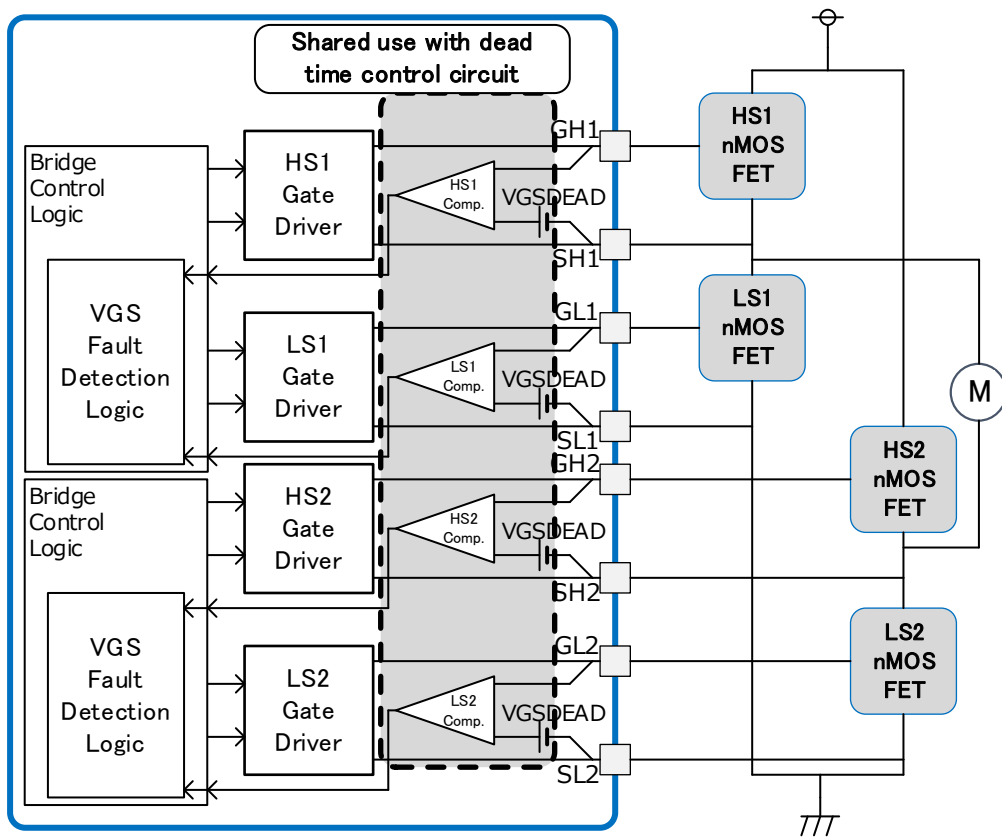 Shared use with dead
time control circuit
Bridge
Control
Logic
VGS
Fault
Detection
Logic
HS1
Gate
Driver
HS1
Comp.
GH1
VGSDEAD
SH1
HS1
nMOS
FET
LS1
Gate
Driver
LS1
Comp.
GL1
VGSDEAD
SL1
LS1
nMOS
FET
M
Bridge
Control
Logic
VGS
Fault
Detection
Logic
HS2
Gate
Driver
HS2
Comp.
GH2
VGSDEAD
SH2
HS2
nMOS
FET
LS2
Gate
Driver
LS2
Comp.
GL2
VGSDEAD
SL2
LS2
nMOS
FET